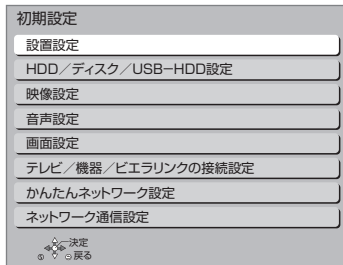 初期設定
設置設定
HDD／ディスク／USB－HDD設定
映像設定
音声設定
画面設定
テレビ／機器／ビエラリンクの接続設定
かんたんネットワーク設定
ネットワーク通信設定
決定
戻る